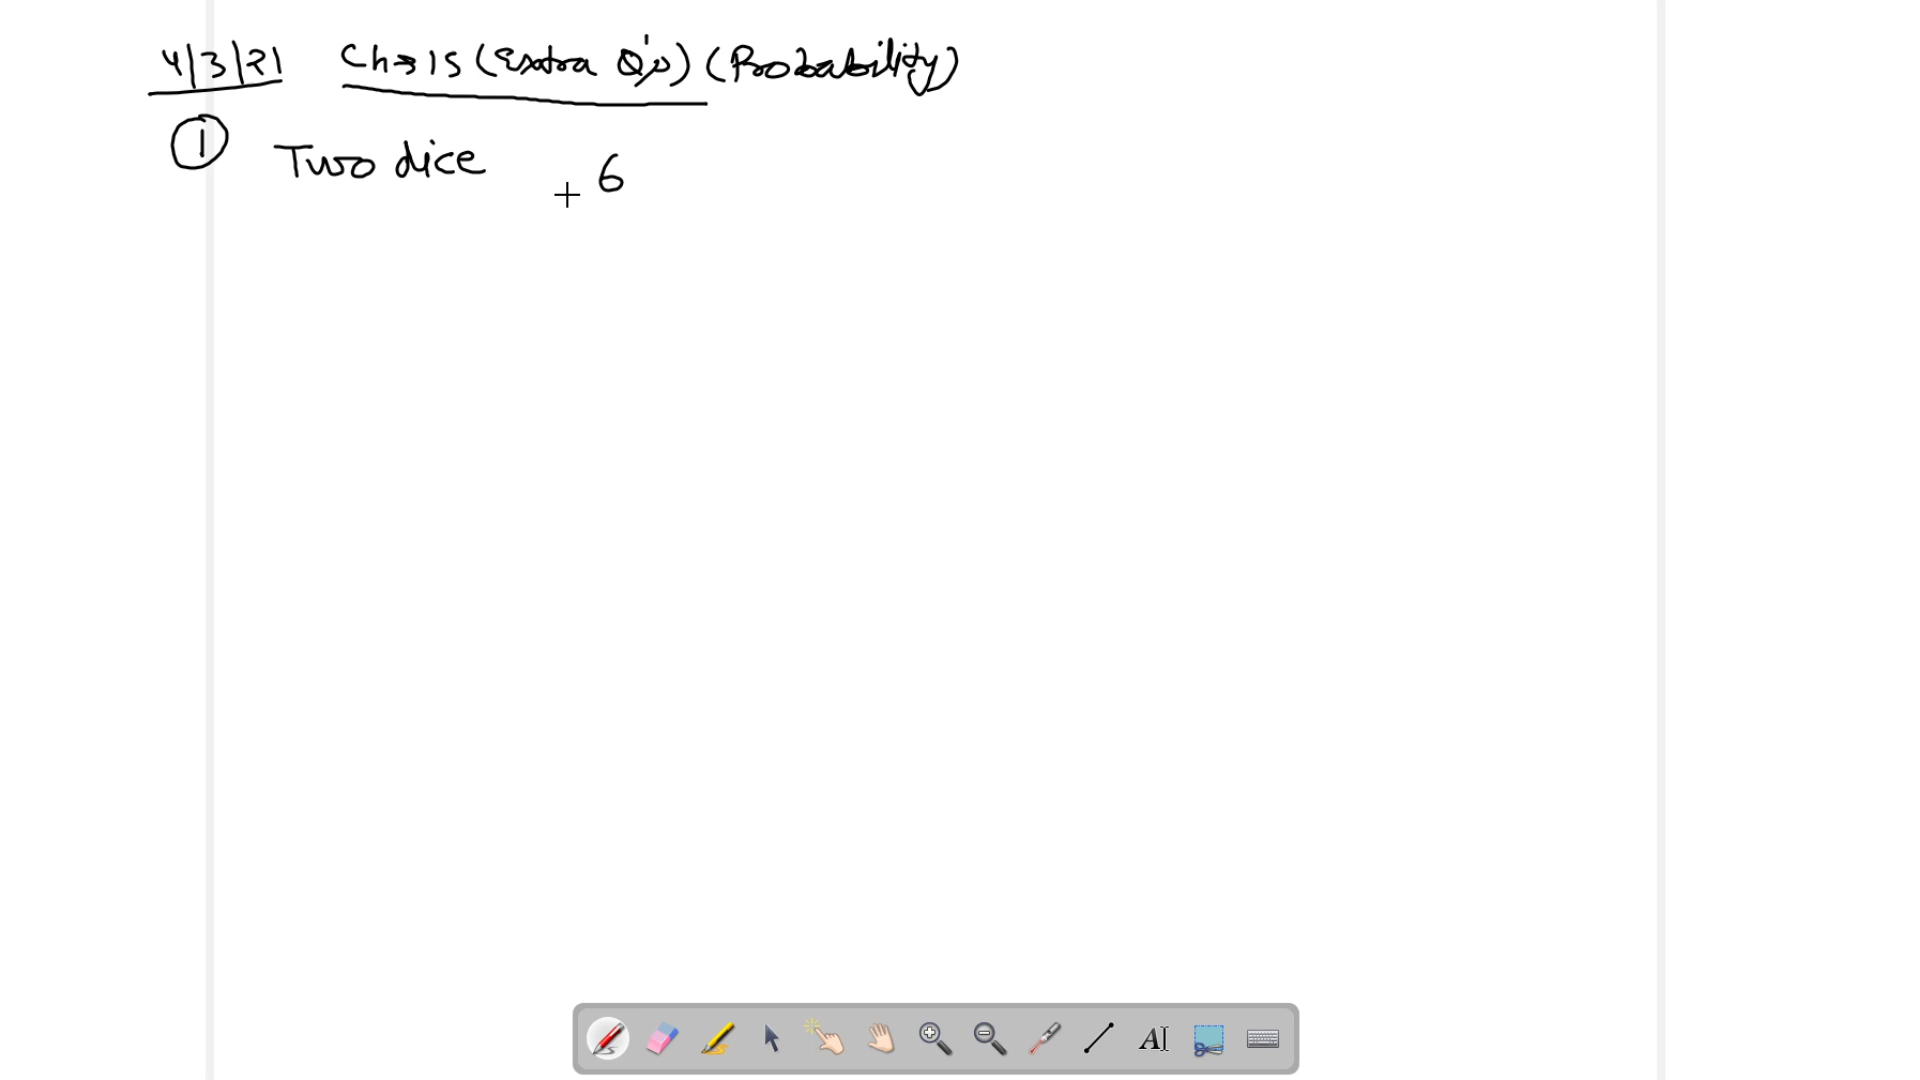 4/3/21 Ch→15 (Extra Q's) (Probability)
① Two dice 6